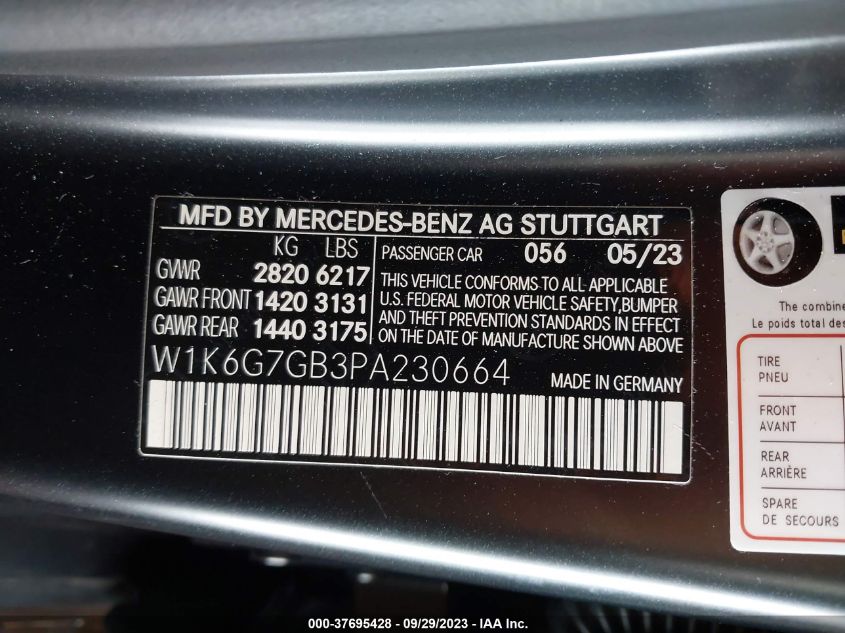 MFD BY MERCEDES-BENZ AG STUTTGART
KG LBS
GVWR 2820 6217
GAWR FRONT 1420 3131
GAWR REAR 1440 3175
PASSENGER CAR 056 05/23
THIS VEHICLE CONFORMS TO ALL APPLICABLE
U.S. FEDERAL MOTOR VEHICLE SAFETY,BUMPER
AND THEFT PREVENTION STANDARDS IN EFFECT
ON THE DATE OF MANUFACTURE SHOWN ABOVE
W1K6G7GB3PA230664
MADE IN GERMANY
The combine
Le poids total des
TIRE
PNEU
FRONT
AVANT
REAR
ARRIÈRE
SPARE
DE SECOURS
000-37695428 - 09/29/2023 - IAA Inc.